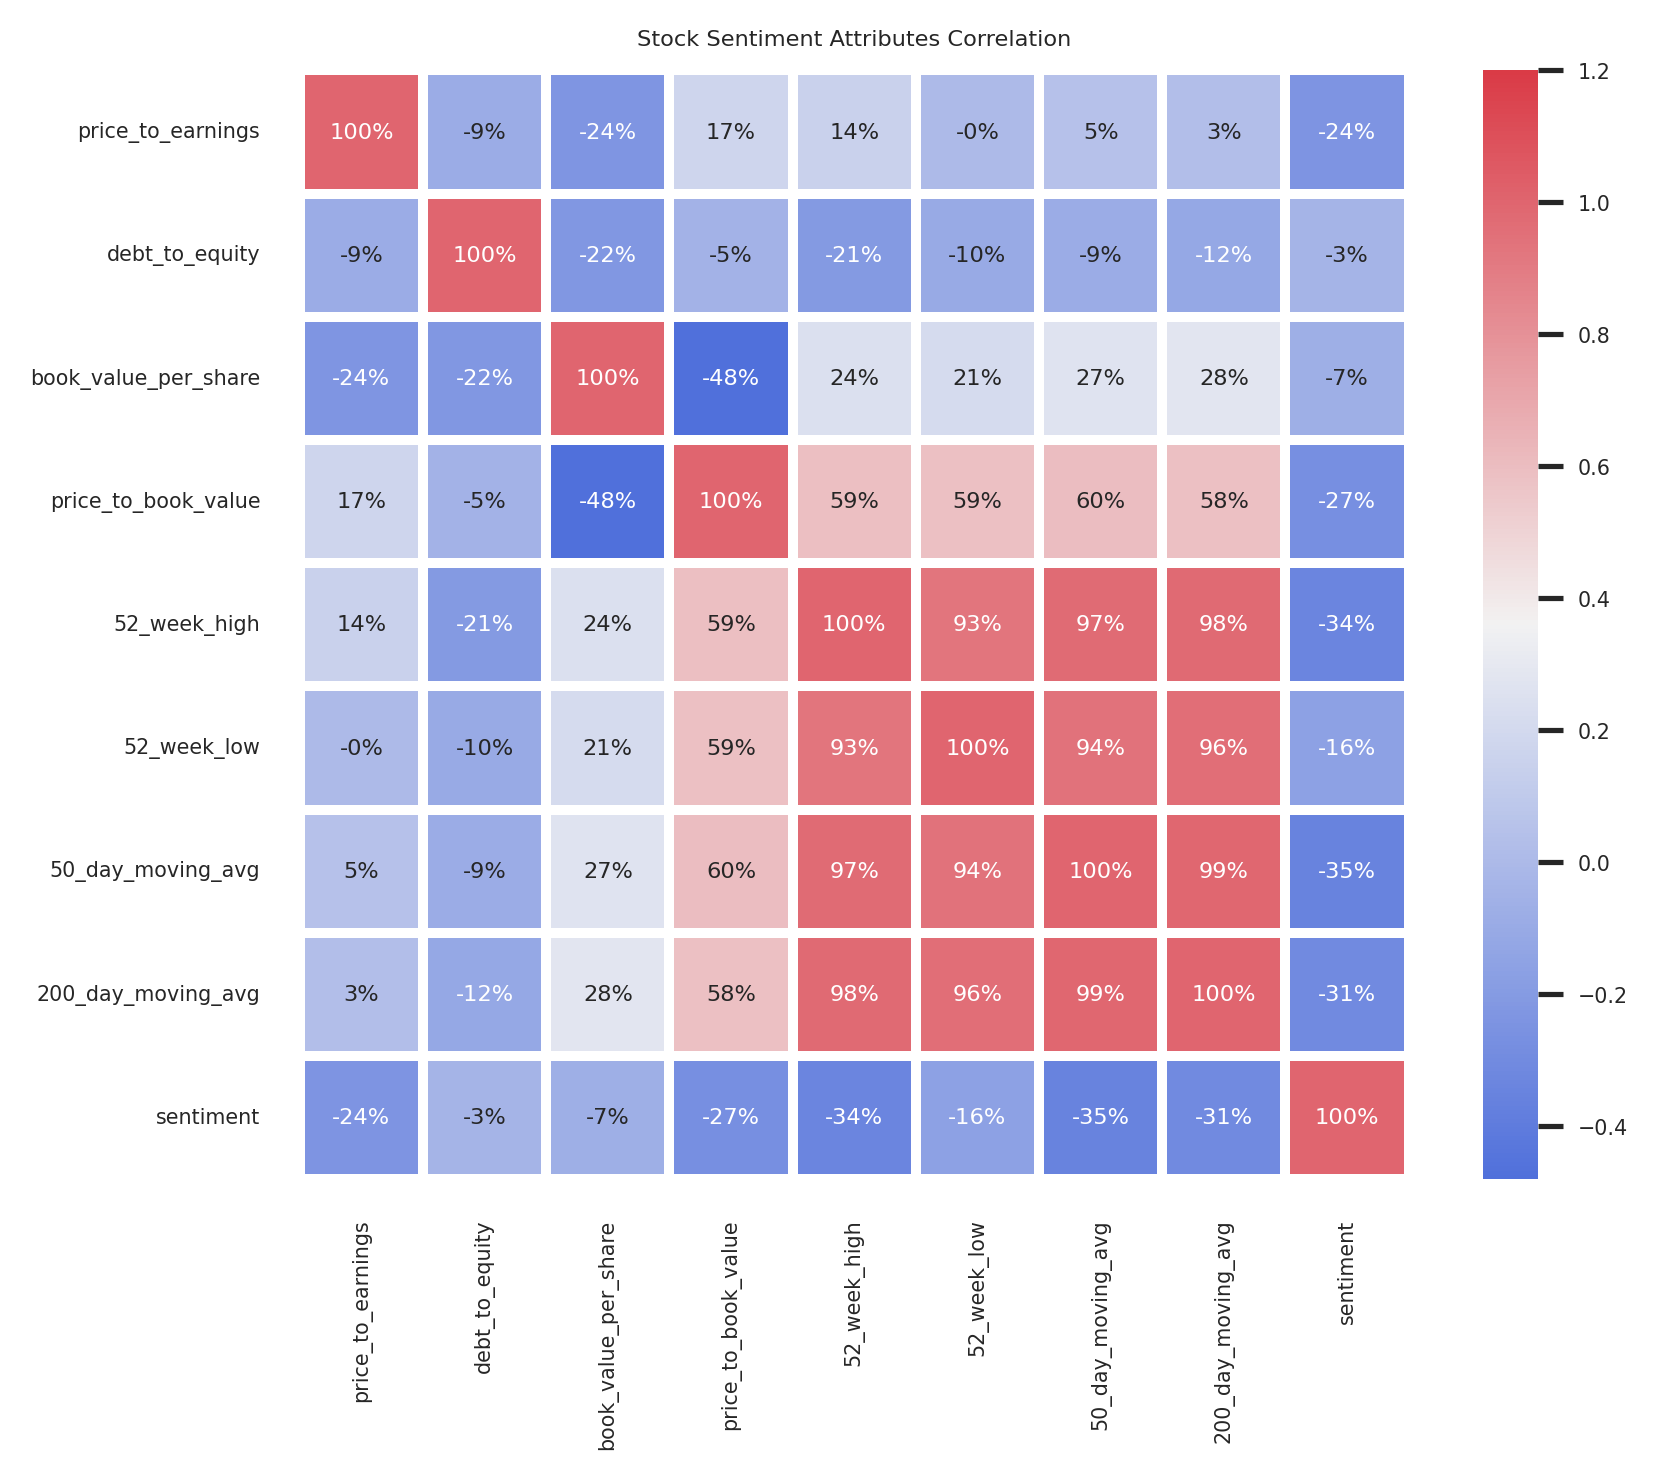 Stock Sentiment Attributes Correlation
price_to_earnings 100% -9% -24% 17% 14% -0% 5% 3% -24%
debt_to_equity -9% 100% -22% -5% -21% -10% -9% -12% -3%
book_value_per_share -24% -22% 100% -48% 24% 21% 27% 28% -7%
price_to_book_value 17% -5% -48% 100% 59% 59% 60% 58% -27%
52_week_high 14% -21% 24% 59% 100% 93% 97% 98% -34%
52_week_low -0% -10% 21% 59% 93% 100% 94% 96% -16%
50_day_moving_avg 5% -9% 27% 60% 97% 94% 100% 99% -35%
200_day_moving_avg 3% -12% 28% 58% 98% 96% 99% 100% -31%
sentiment -24% -3% -7% -27% -34% -16% -35% -31% 100%
price_to_earnings
debt_to_equity
book_value_per_share
price_to_book_value
52_week_high
52_week_low
50_day_moving_avg
200_day_moving_avg
sentiment
1.2
1.0
0.8
0.6
0.4
0.2
0.0
−0.2
−0.4